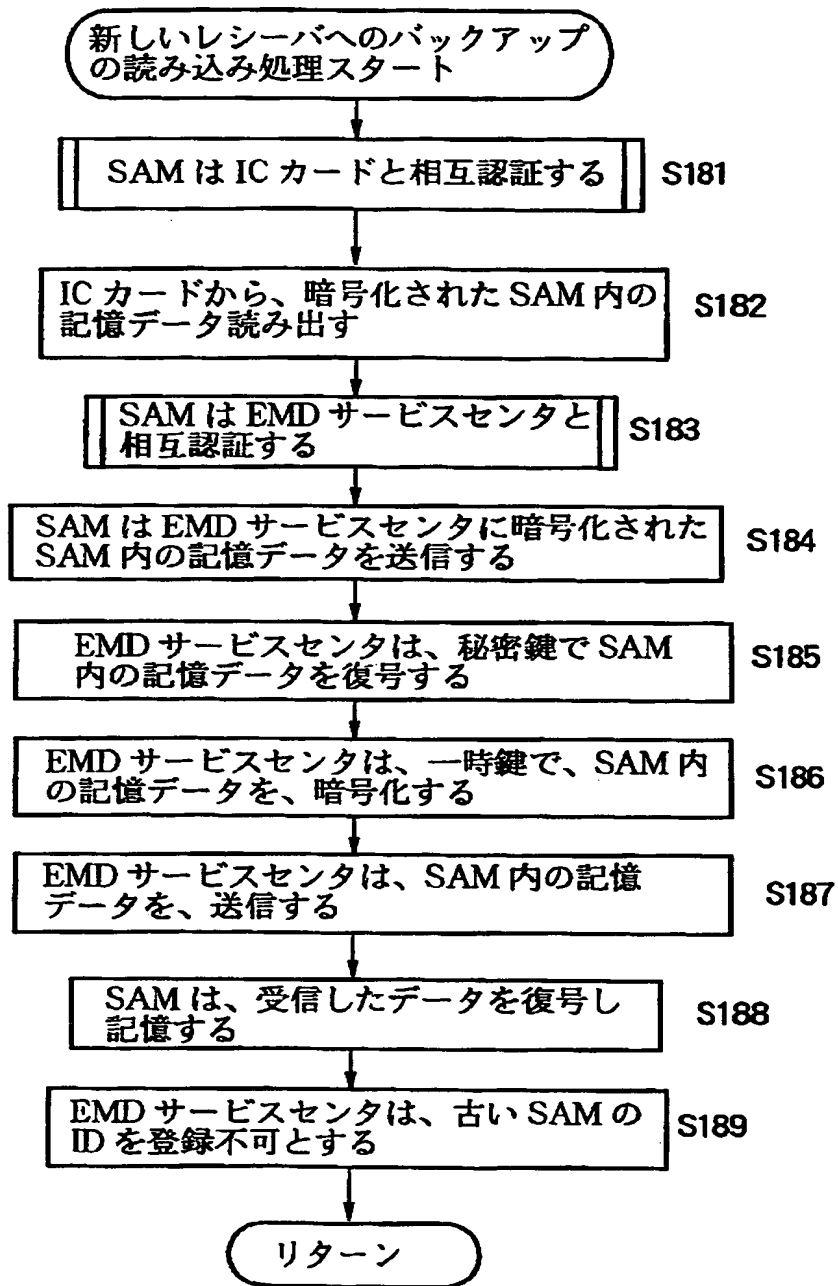 新しいレシーバへのバックアップ
の読み込み処理スタート
SAM は IC カードと相互認証する
S181
IC カードから、暗号化された SAM 内の
記憶データ読み出す
S182
SAM は EMD サービスセンタと
相互認証する
S183
SAM は EMD サービスセンタに暗号化された
SAM 内の記憶データを送信する
S184
EMD サービスセンタは、秘密鍵で SAM
内の記憶データを復号する
S185
EMD サービスセンタは、一時鍵で、SAM 内
の記憶データを、暗号化する
S186
EMD サービスセンタは、SAM 内の記憶
データを、送信する
S187
SAM は、受信したデータを復号し
記憶する
S188
EMD サービスセンタは、古い SAM の
ID を登録不可とする
S189
リターン